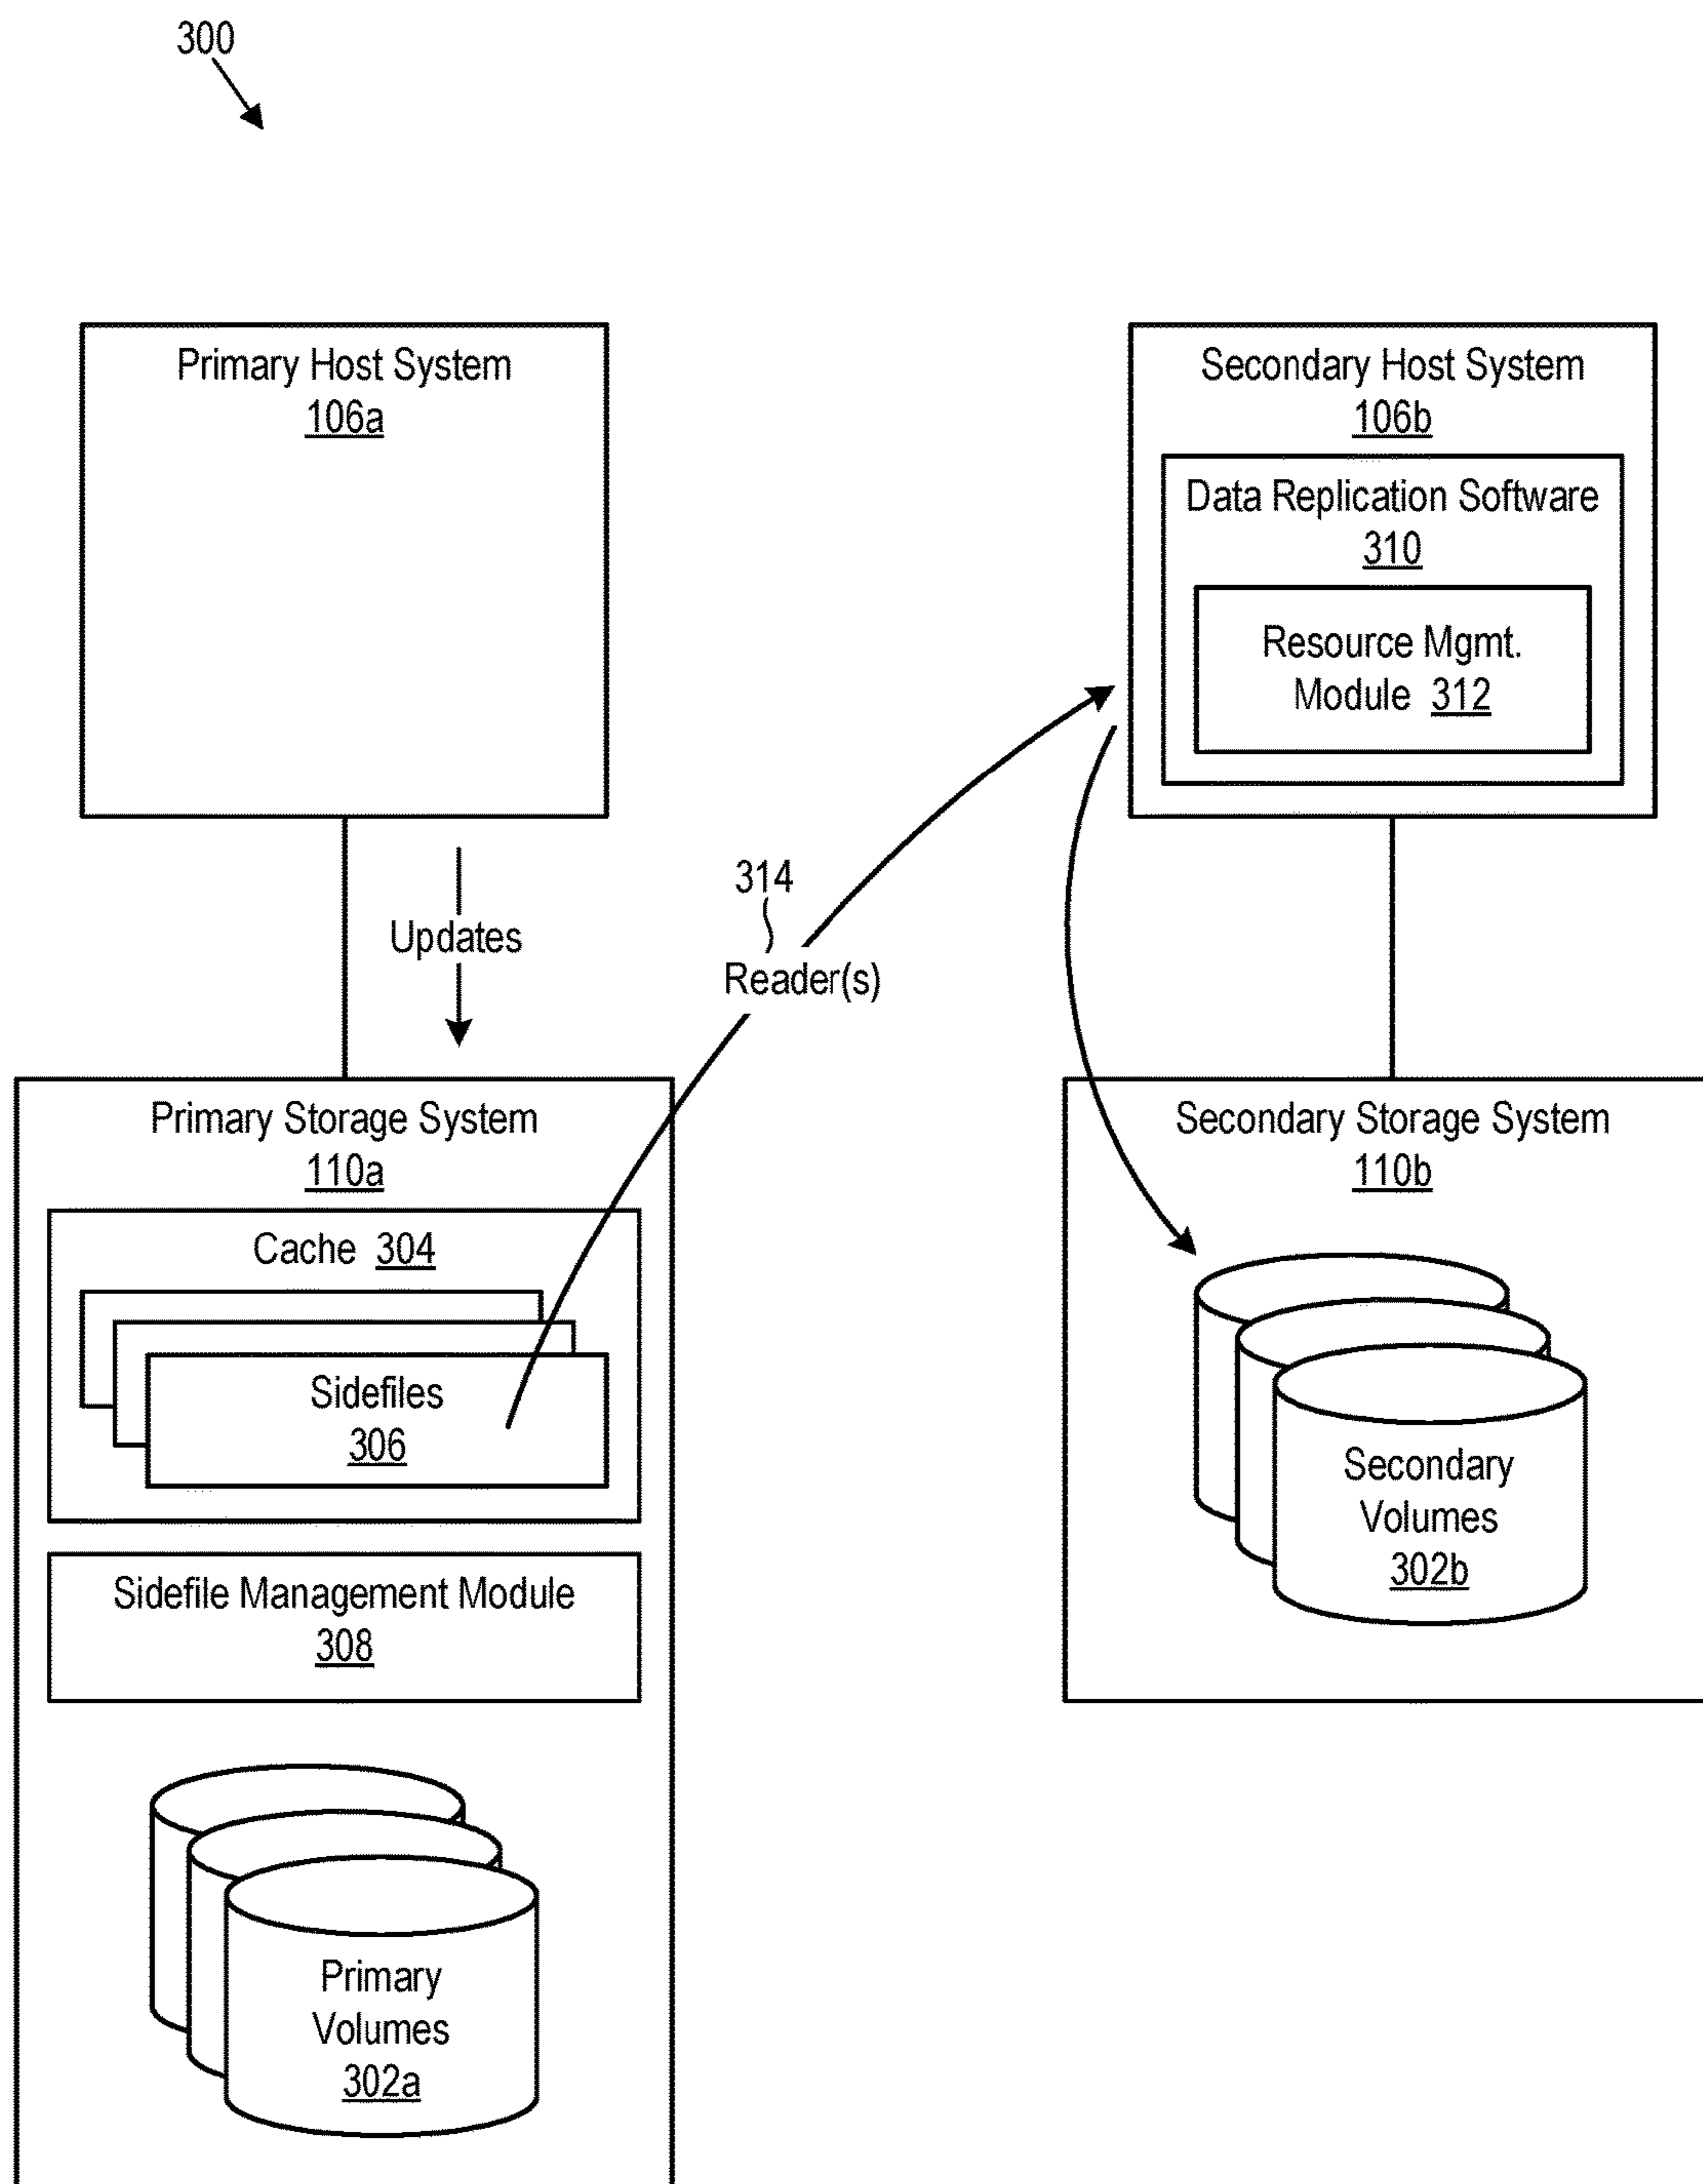 300
Primary Host System
106a
Secondary Host System
106b
Data Replication Software
310
Resource Mgmt.
Module 312
314
Updates
Reader(s)
Primary Storage System
110a
Cache 304
Sidefiles
306
Sidefile Management Module
308
Primary
Volumes
302a
Secondary Storage System
110b
Secondary
Volumes
302b